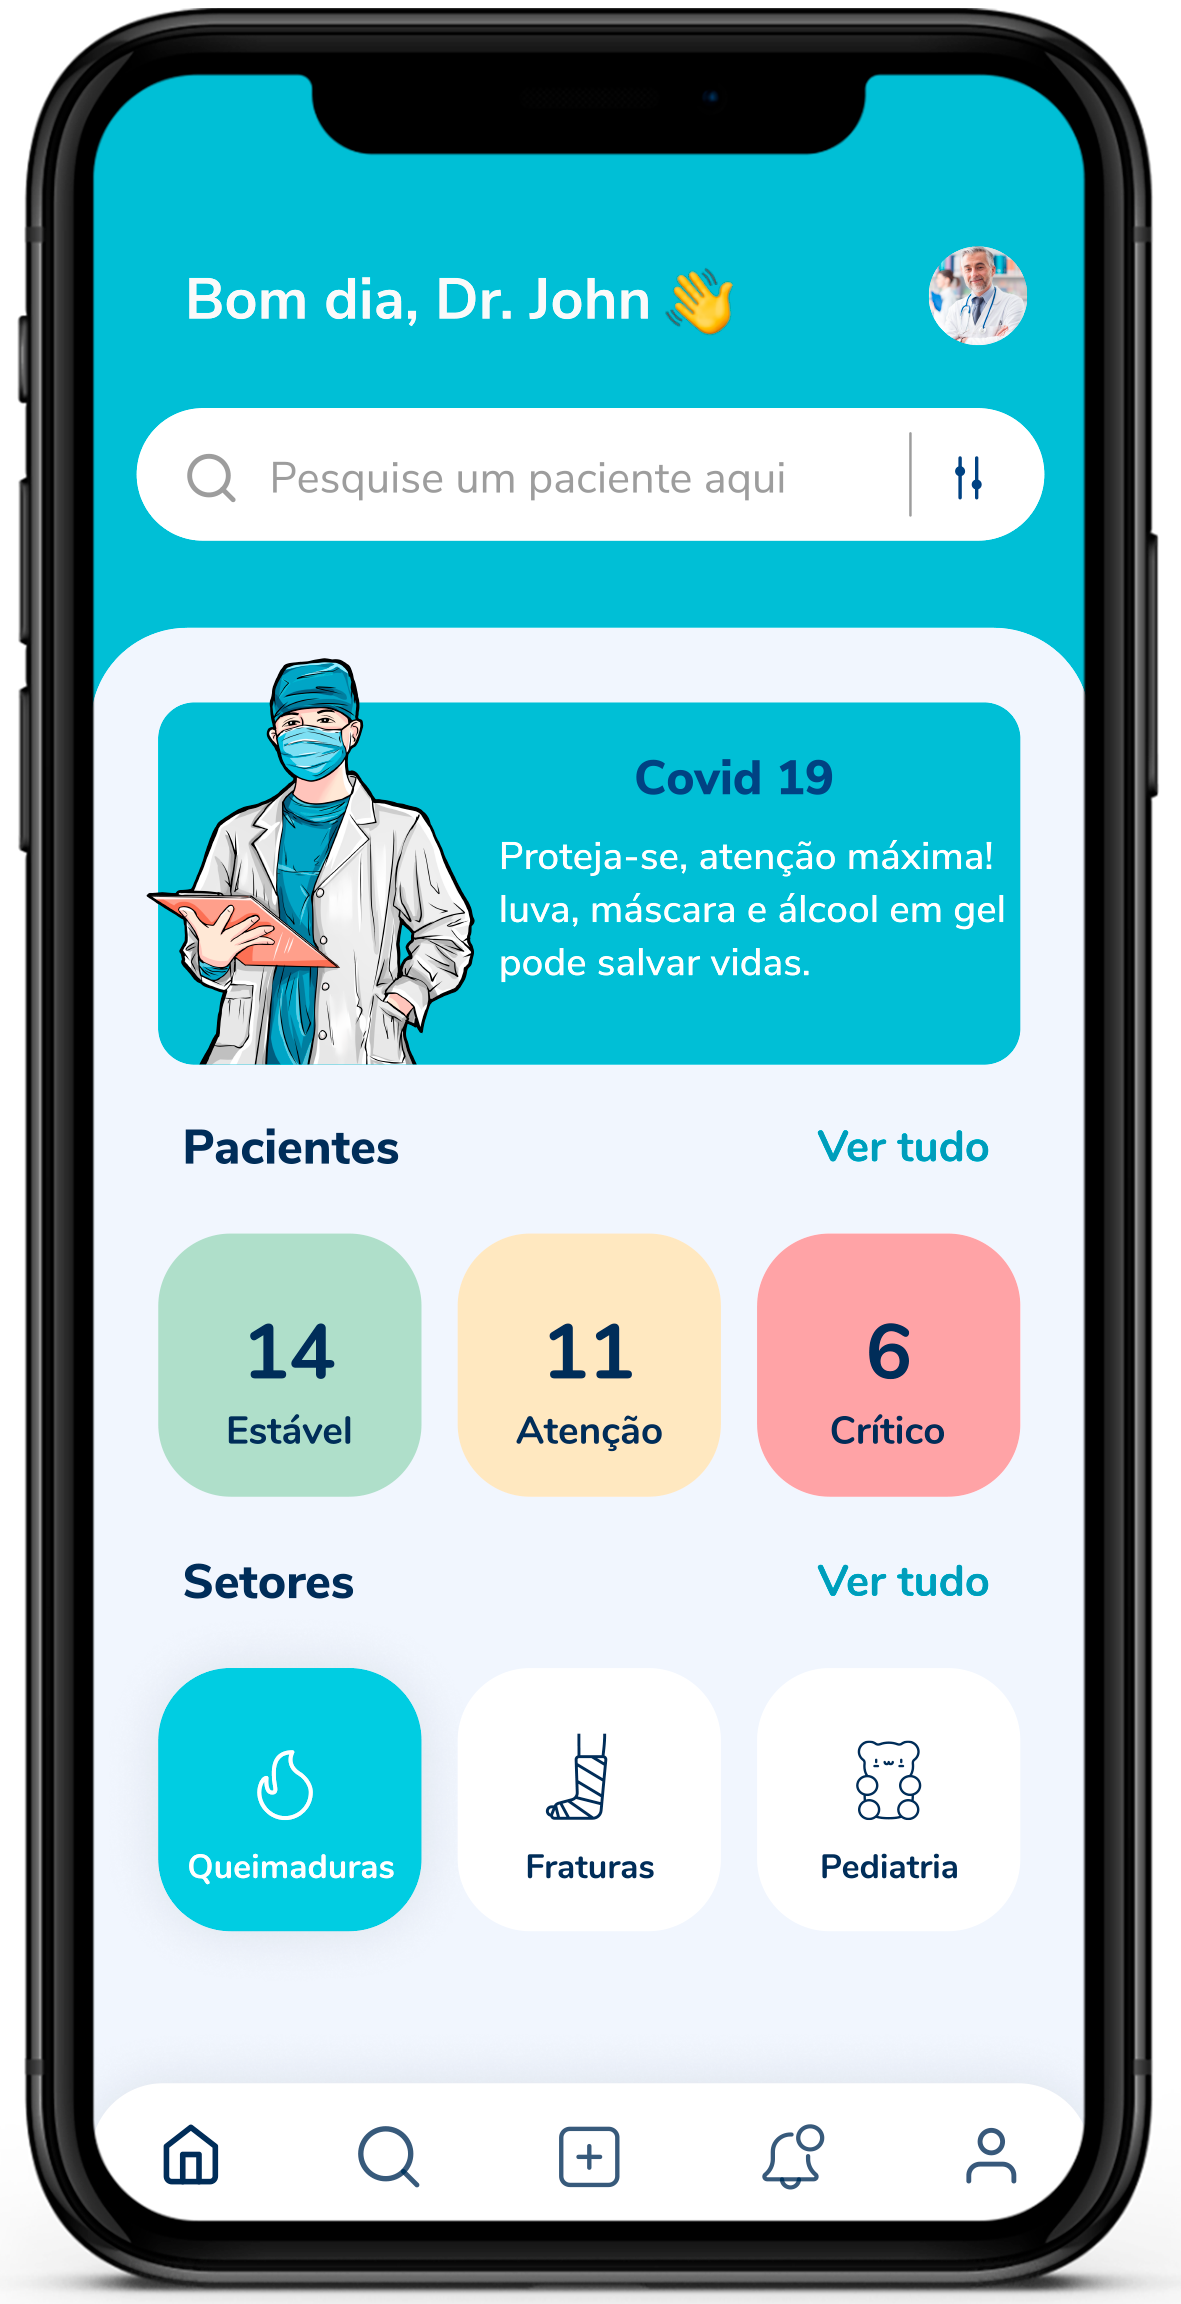 Bom dia, Dr. John 👋
Pesquise um paciente aqui
Covid 19
Proteja-se, atenção máxima!
luva, máscara e álcool em gel
pode salvar vidas.
Pacientes
Ver tudo
14
11
6
Estável
Atenção
Crítico
Setores
Ver tudo
Queimaduras
Fraturas
Pediatria